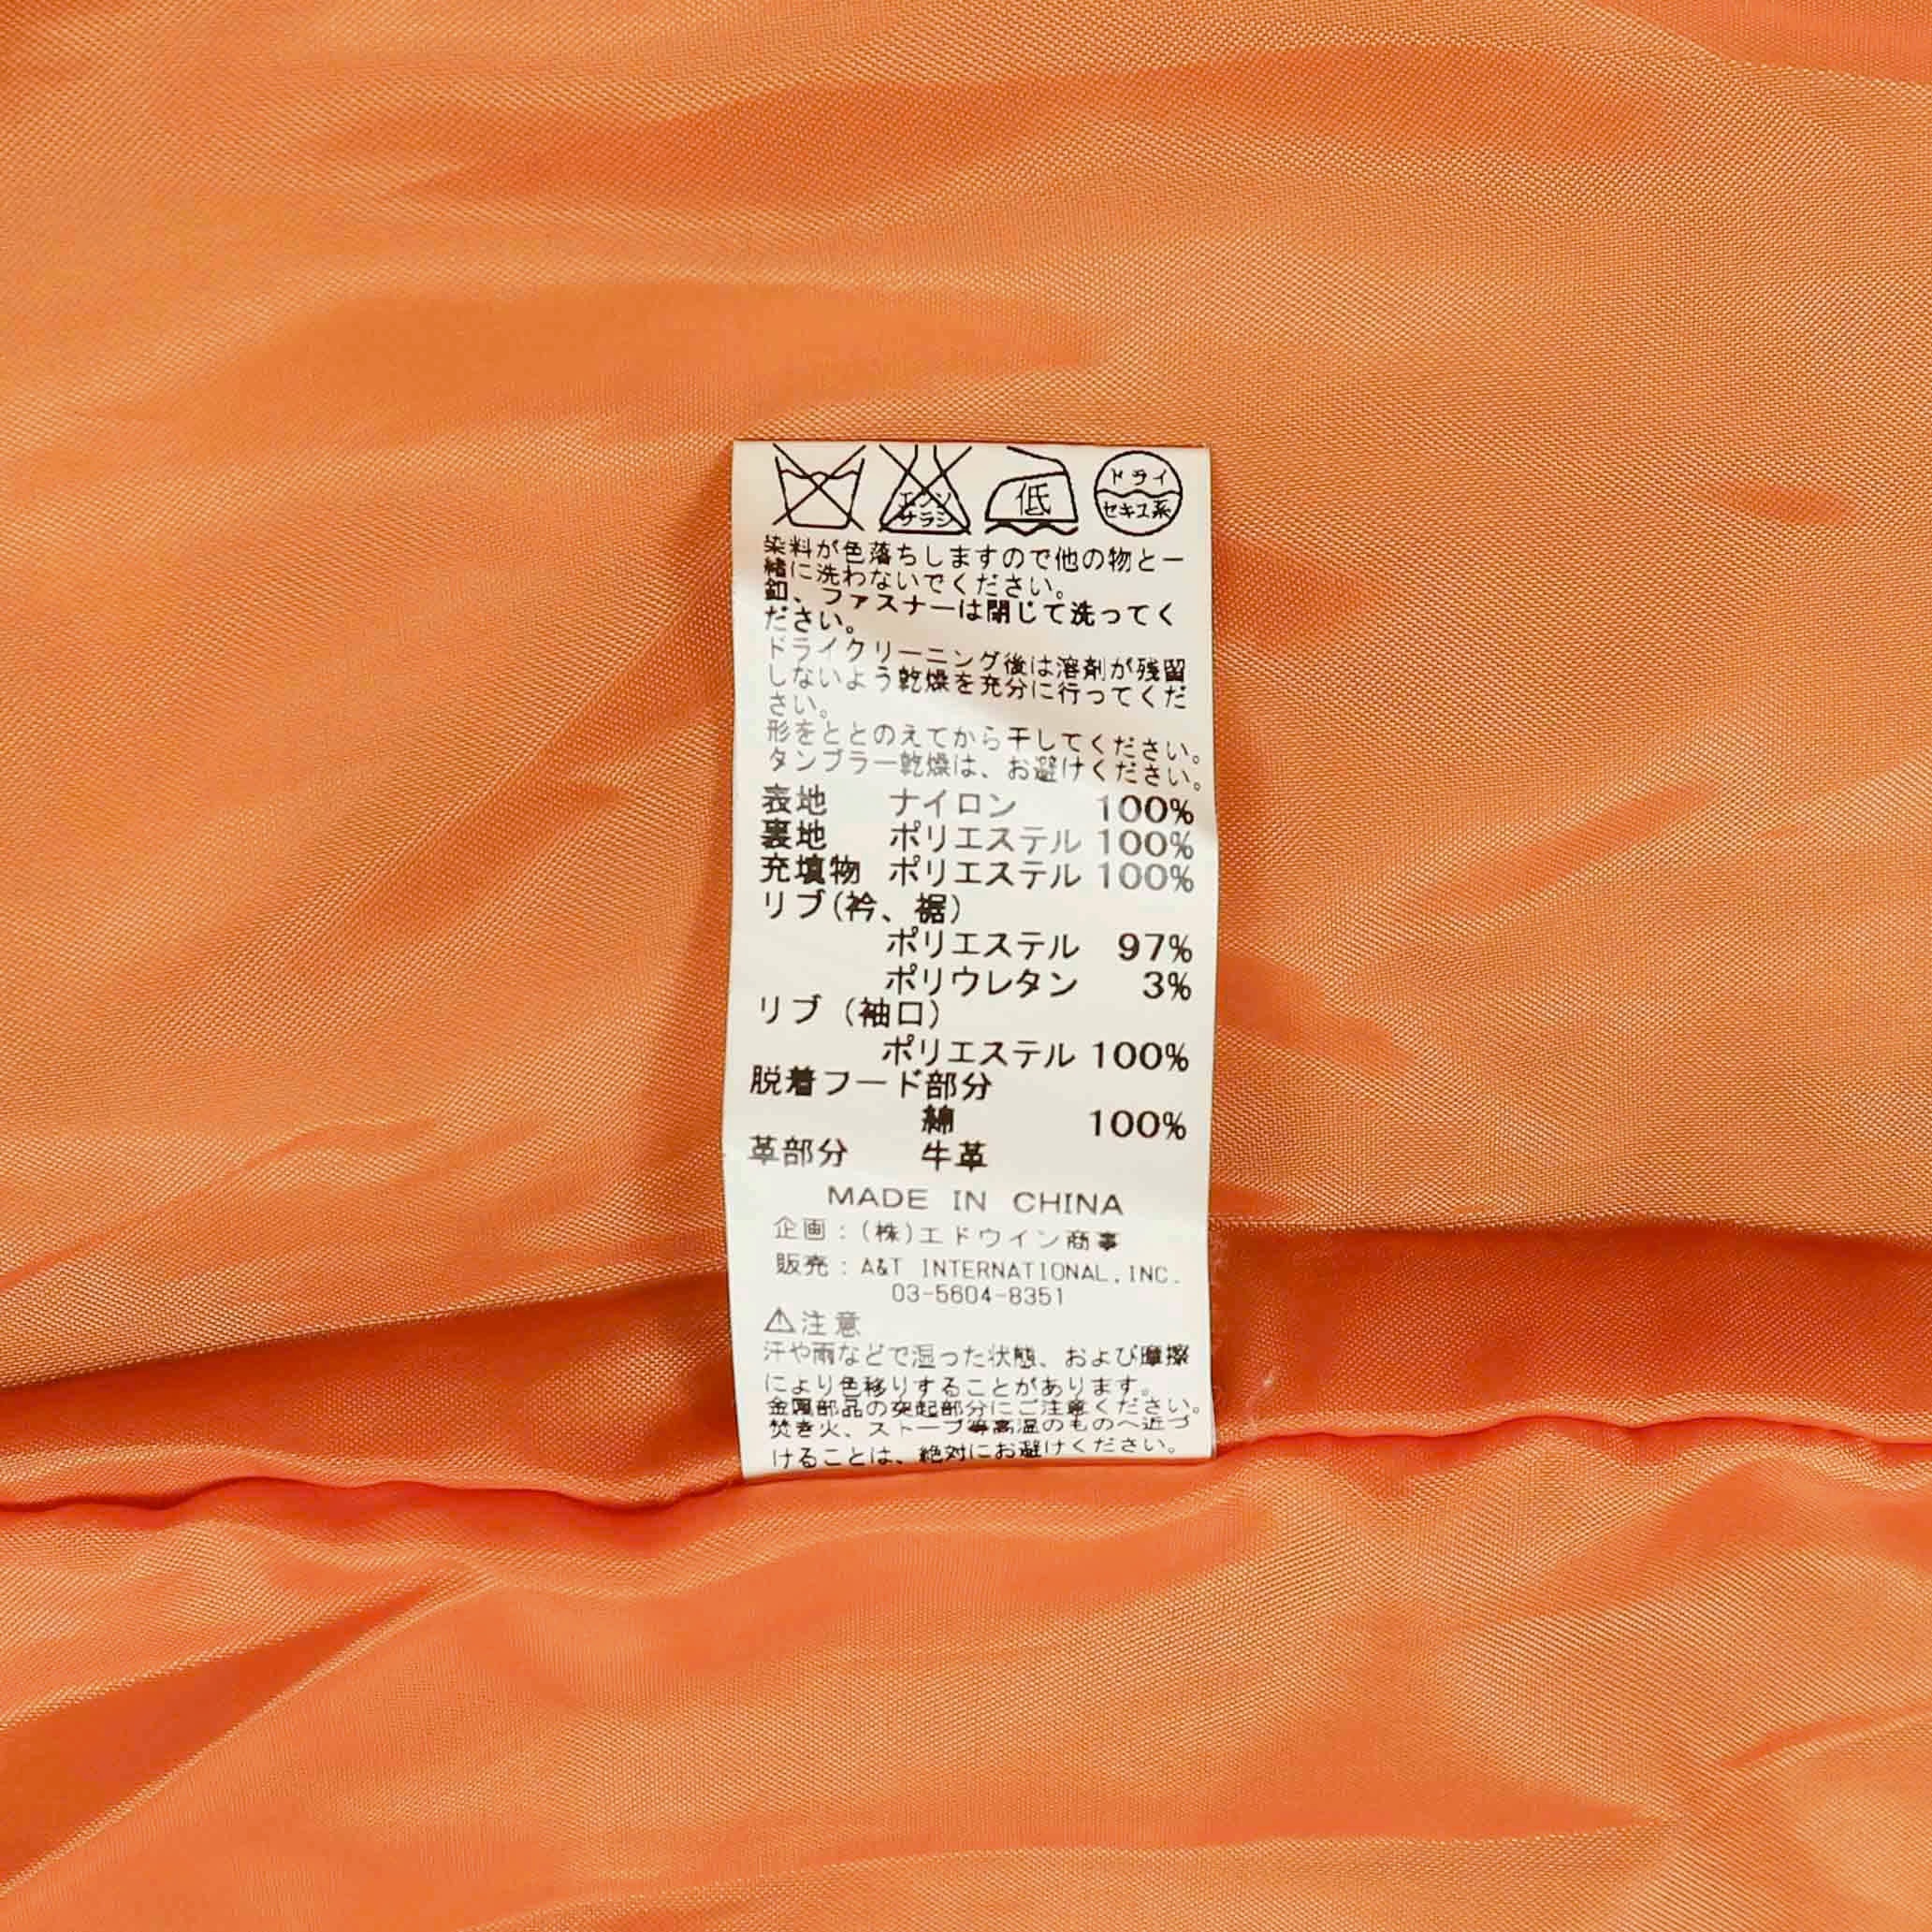 エンソ サラシ 低 ドライ セキユ系
染料が色落ちしますので他の物と一
緒に洗わないでください。
釦、ファスナーは閉じて洗ってく
ださい。
ドライクリーニング後は溶剤が残留
しないよう乾燥を充分に行ってくだ
さい。
形をととのえてから干してください。
タンブラー乾燥は、お避けください。
表地 ナイロン 100%
裏地 ポリエステル 100%
充填物 ポリエステル 100%
リブ(衿、裾)
ポリエステル 97%
ポリウレタン 3%
リブ(袖口)
ポリエステル 100%
脱着フード部分
綿 100%
革部分 牛革
MADE IN CHINA
企画:(株)エドウイン商事
販売:A&T INTERNATIONAL,INC.
03-5604-8351
⚠注意
汗や雨などで湿った状態、および摩擦
により色移りすることがあります。
金属部品の突起部分にご注意ください。
焚き火、ストーブ等高温のものへ近づ
けることは、絶対にお避けください。